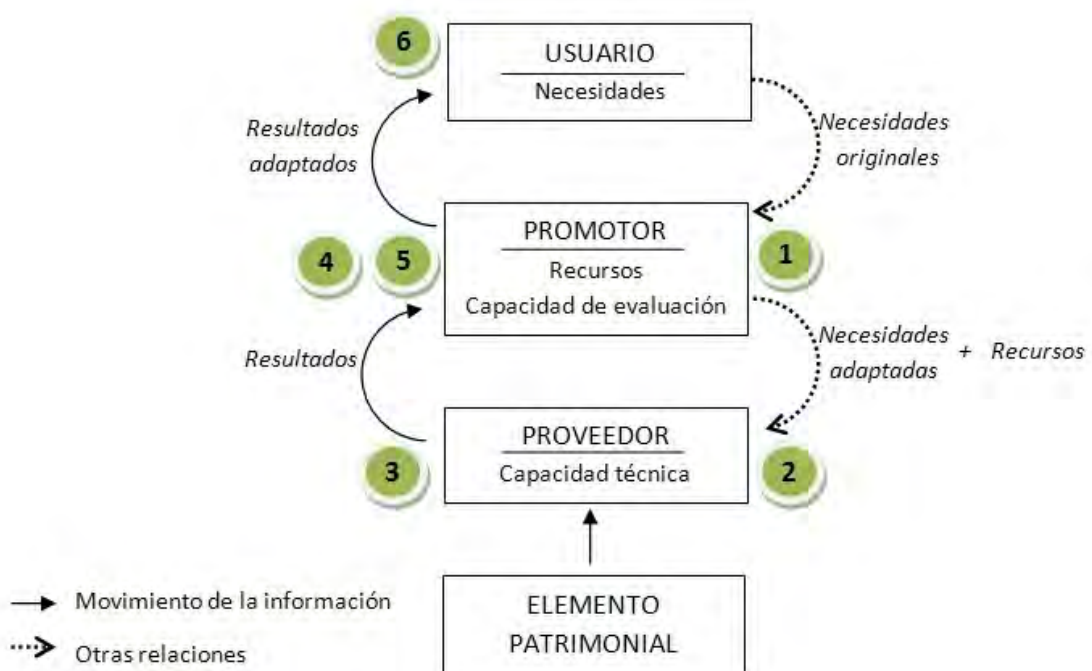 6
USUARIO
Necesidades
Resultados
adaptados
Necesidades
originales
PROMOTOR
Recursos
Capacidad de evaluación
4
5
1
Resultados
Necesidades
adaptadas
+ Recursos
PROVEEDOR
Capacidad técnica
3
2
Movimiento de la información
Otras relaciones
ELEMENTO
PATRIMONIAL